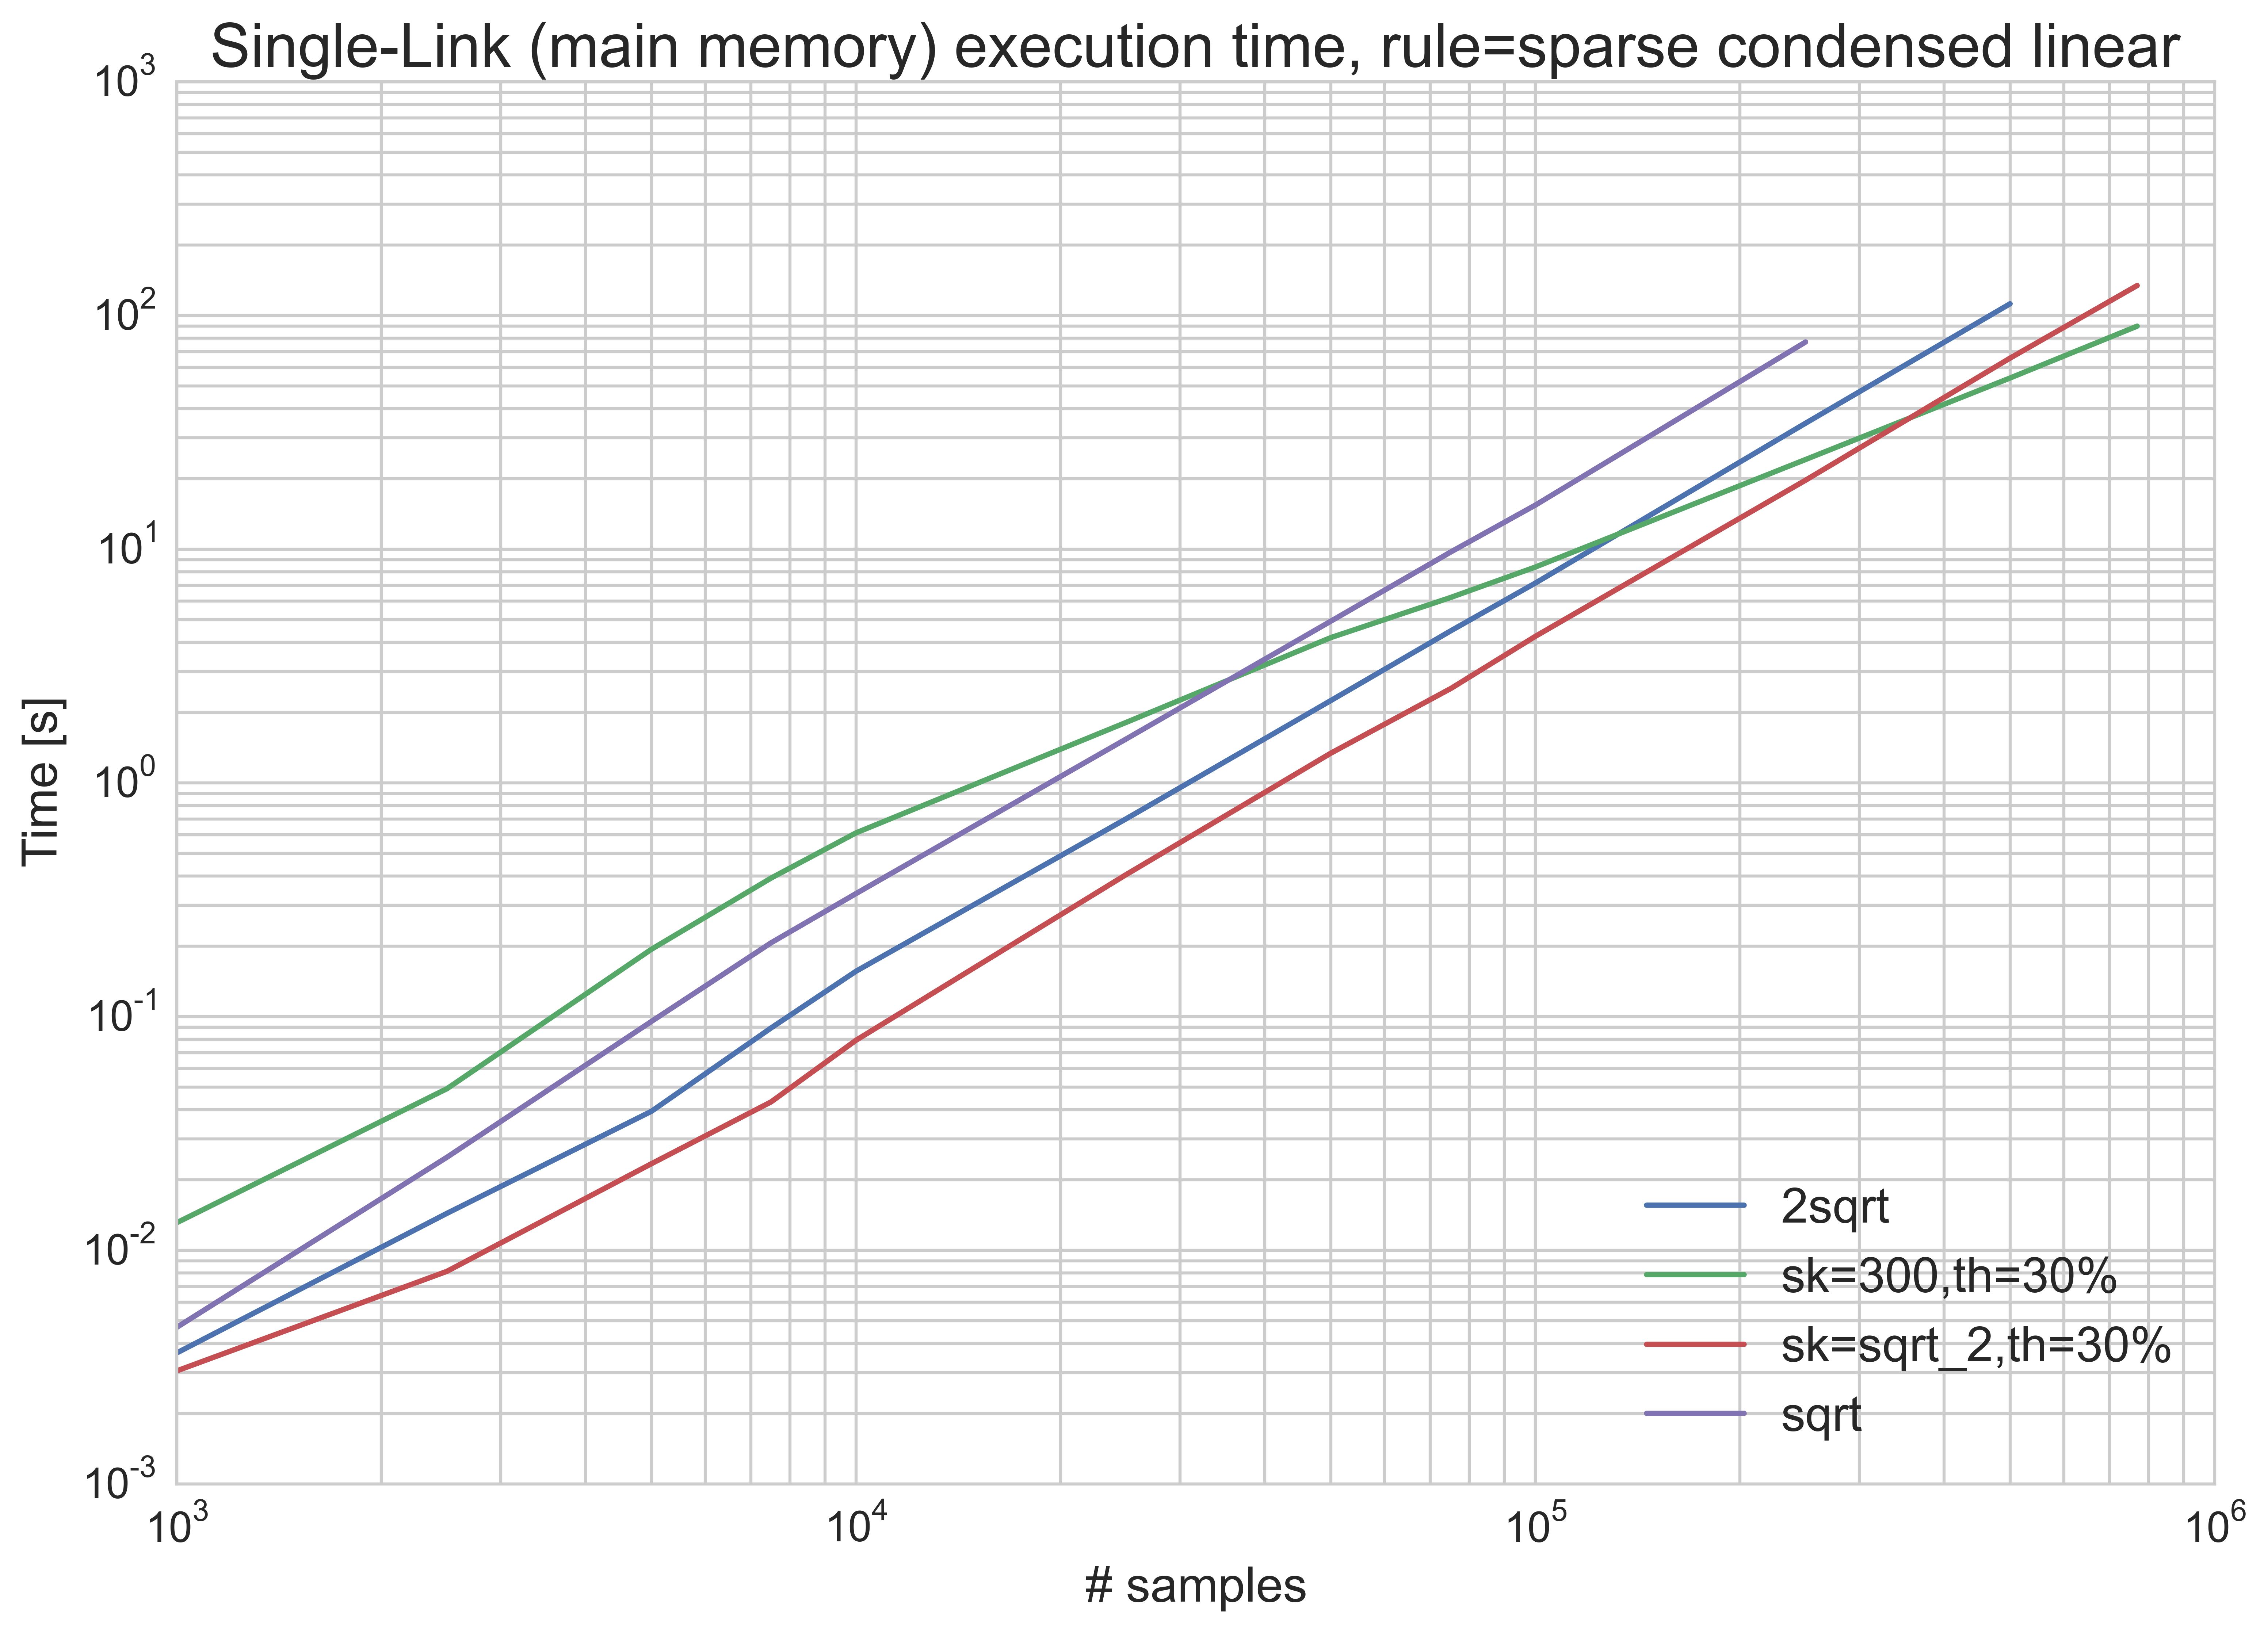 Single-Link (main memory) execution time, rule=sparse condensed linear
10^3
10^2
10^1
10^0
10^-1
10^-2
10^-3
Time [s]
2sqrt
sk=300,th=30%
sk=sqrt_2,th=30%
sqrt
10^3 10^4 10^5 10^6
# samples